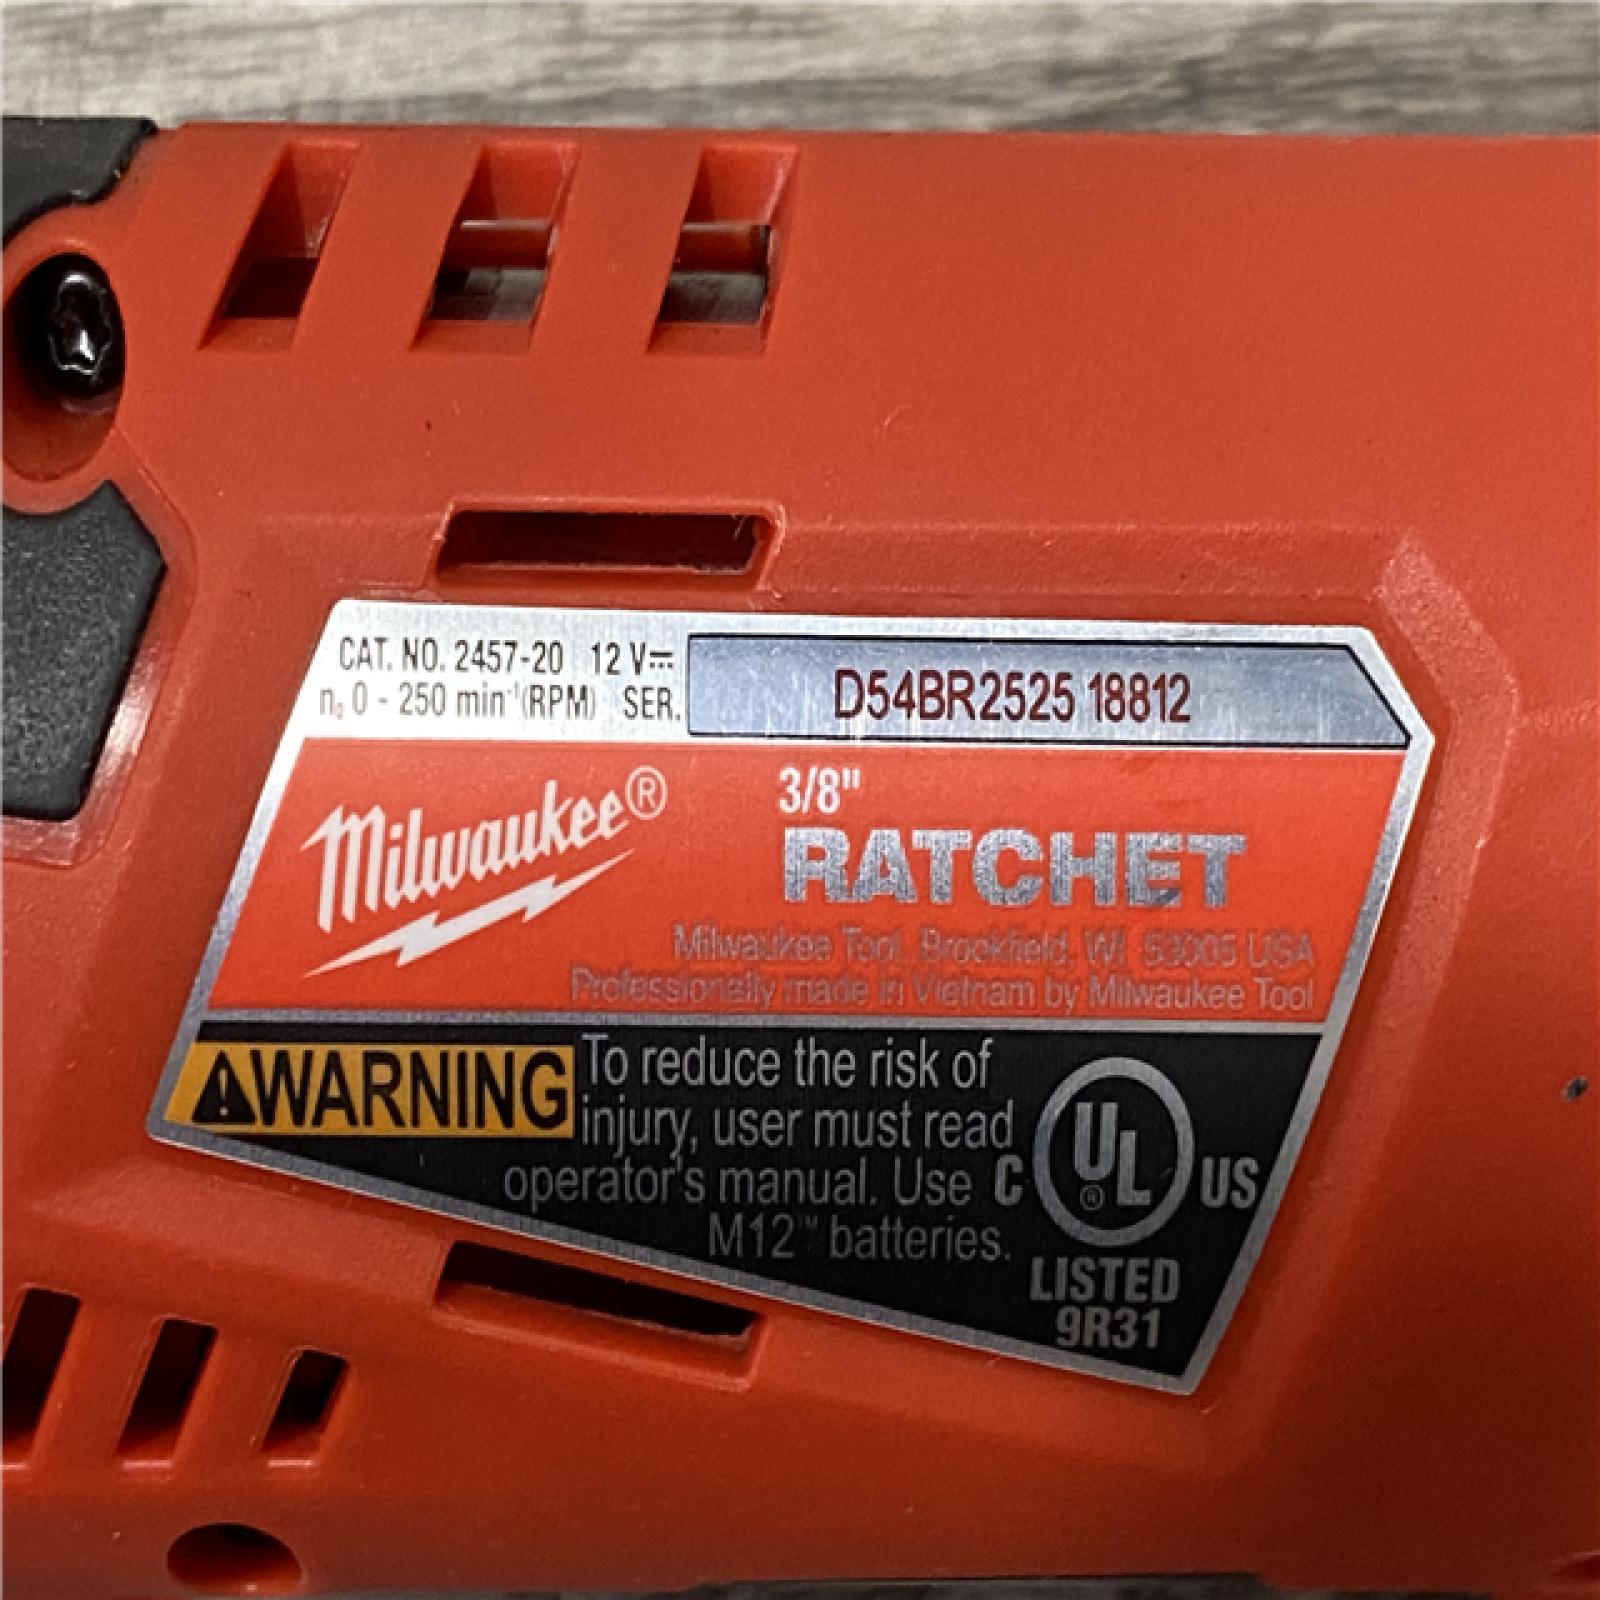 CAT. NO. 2457-20 12 V⎓
n₀ 0 - 250 min⁻¹ (RPM) SER. D54BR2525 18812
Milwaukee®
3/8"
RATCHET
Milwaukee Tool, Brookfield, WI 53005 USA
Professionally made in Vietnam by Milwaukee Tool
⚠WARNING To reduce the risk of
injury, user must read
operator's manual. Use
M12™ batteries.
C UL® US
LISTED
9R31